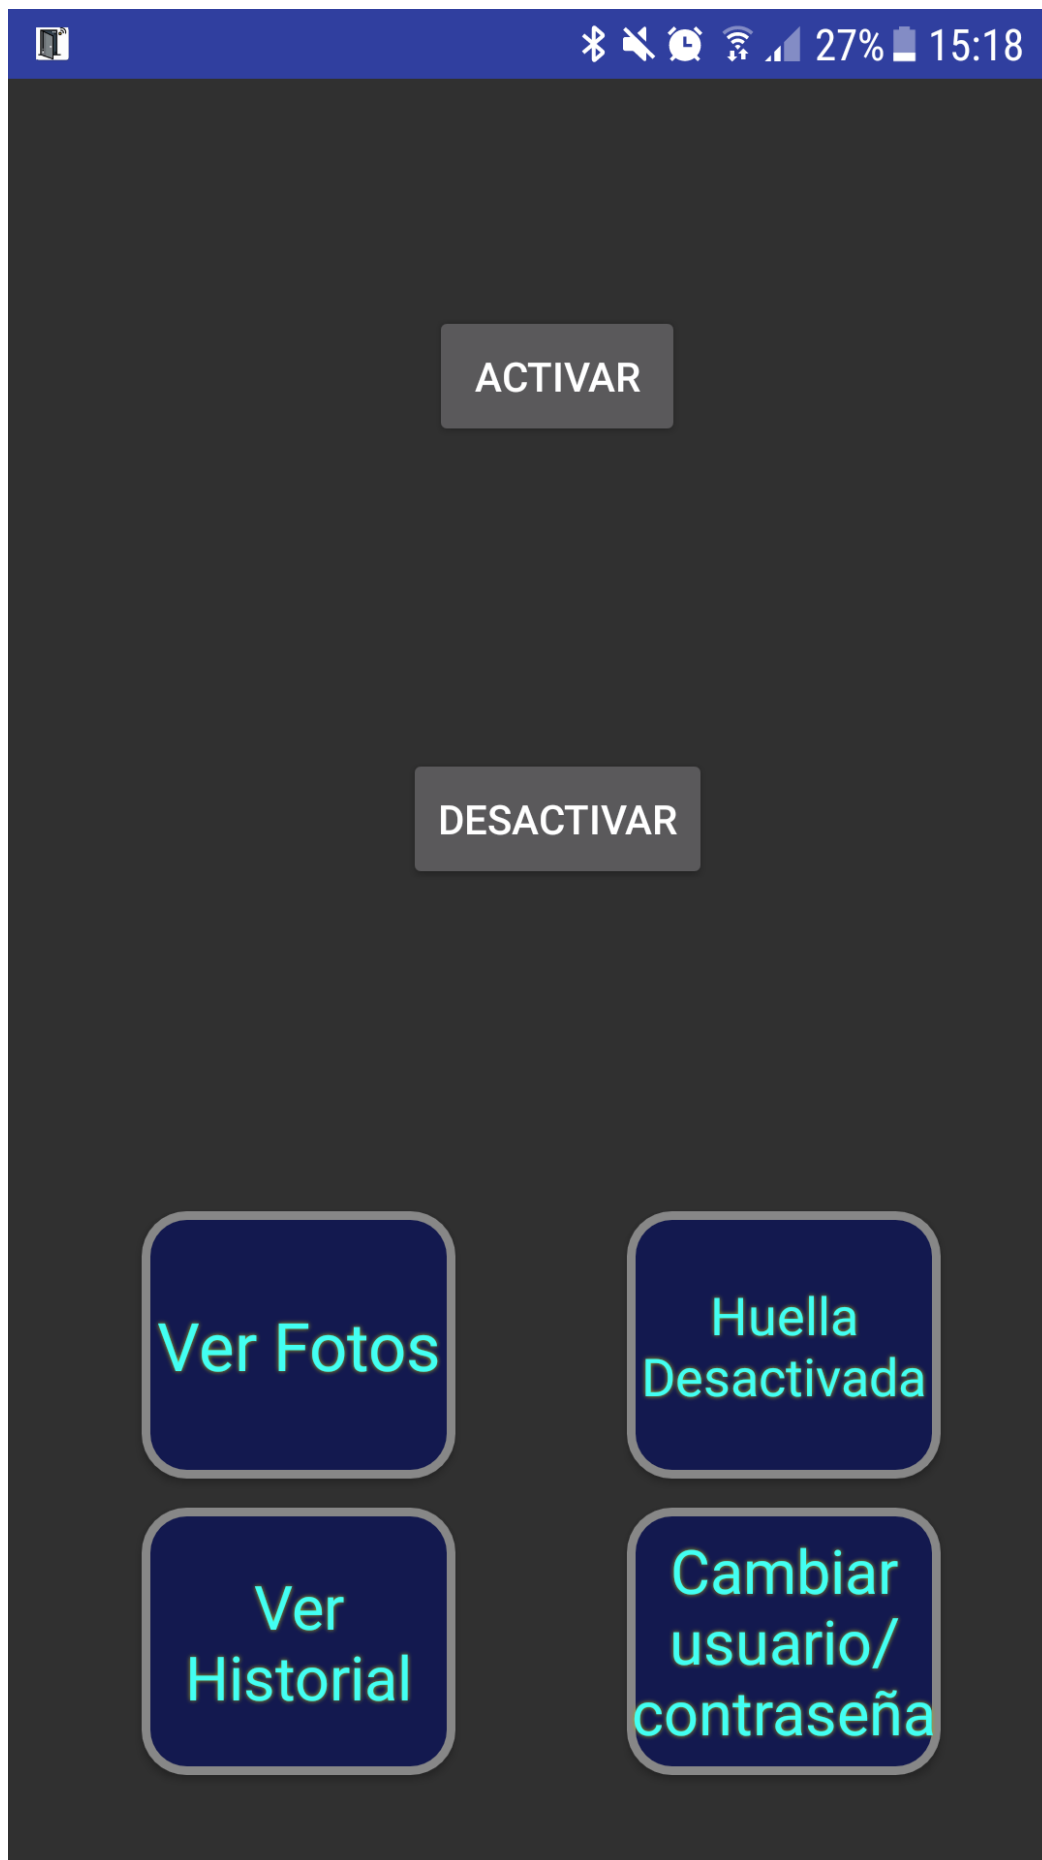 27% 15:18
ACTIVAR
DESACTIVAR
Ver Fotos
Huella
Desactivada
Ver
Historial
Cambiar
usuario/
contraseña